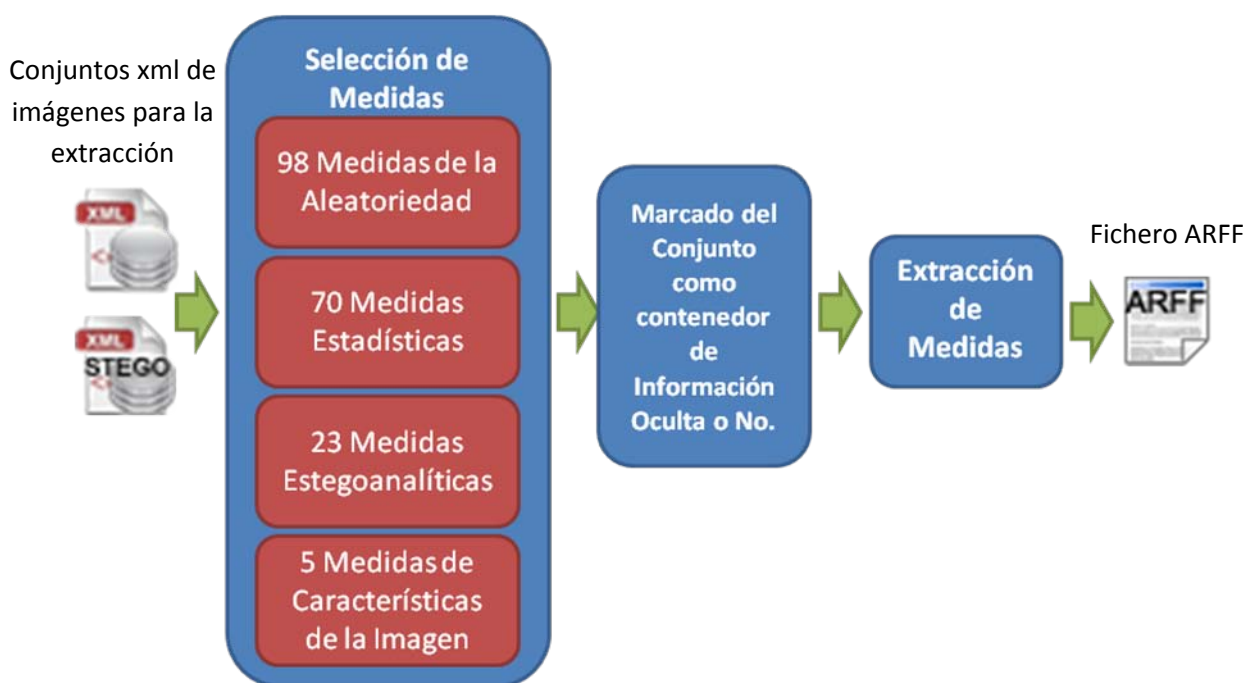 Conjuntos xml de
imágenes para la
extracción
XML
XML
STEGO
Selección de
Medidas
98 Medidas de la
Aleatoriedad
70 Medidas
Estadísticas
23 Medidas
Estegoanalíticas
5 Medidas de
Características
de la Imagen
Marcado del
Conjunto
como
contenedor
de
Información
Oculta o No.
Extracción
de
Medidas
Fichero ARFF
ARFF